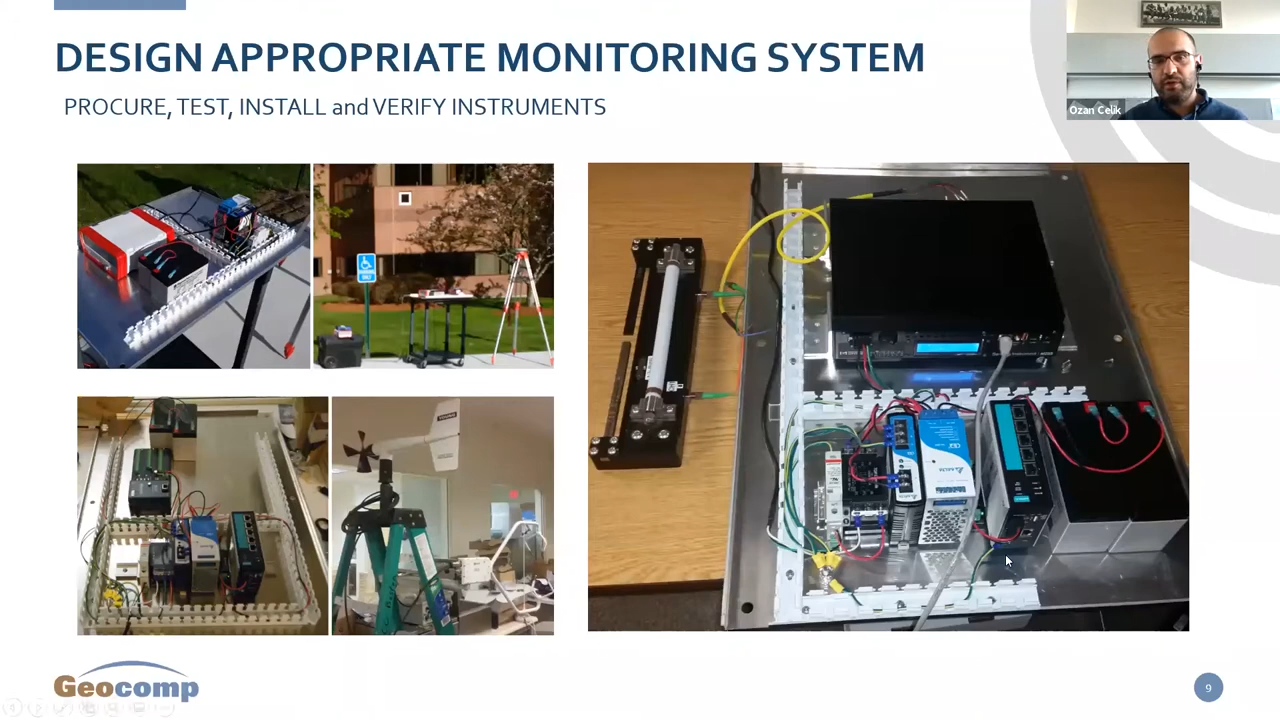 DESIGN APPROPRIATE MONITORING SYSTEM
PROCURE, TEST, INSTALL and VERIFY INSTRUMENTS
Ozan Celik
Geocomp
9